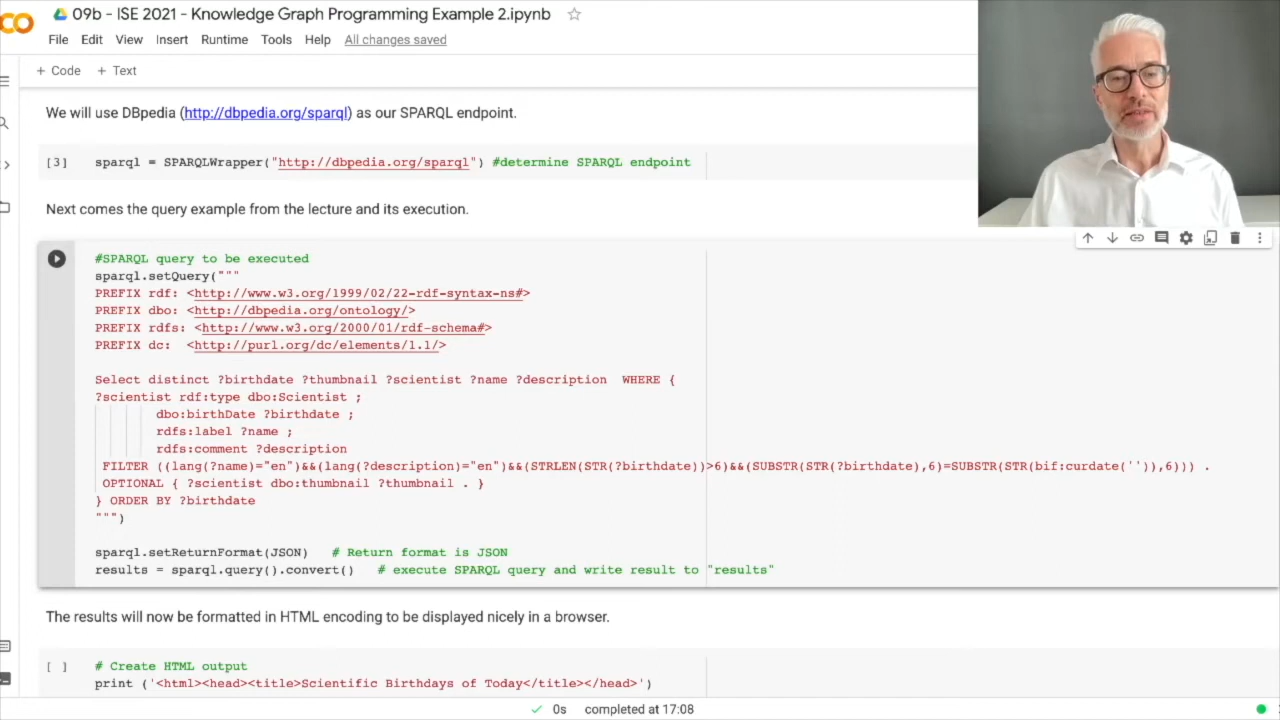 09b - ISE 2021 - Knowledge Graph Programming Example 2.ipynb
File Edit View Insert Runtime Tools Help All changes saved
+ Code + Text
We will use DBpedia (http://dbpedia.org/sparql) as our SPARQL endpoint.
[3] sparql = SPARQLWrapper("http://dbpedia.org/sparql") #determine SPARQL endpoint
Next comes the query example from the lecture and its execution.
#SPARQL query to be executed
sparql.setQuery("""
PREFIX rdf: <http://www.w3.org/1999/02/22-rdf-syntax-ns#>
PREFIX dbo: <http://dbpedia.org/ontology/>
PREFIX rdfs: <http://www.w3.org/2000/01/rdf-schema#>
PREFIX dc: <http://purl.org/dc/elements/1.1/>
Select distinct ?birthdate ?thumbnail ?scientist ?name ?description WHERE {
?scientist rdf:type dbo:Scientist ;
dbo:birthDate ?birthdate ;
rdfs:label ?name ;
rdfs:comment ?description
FILTER ((lang(?name)="en")&&(lang(?description)="en")&&(STRLEN(STR(?birthdate))>6)&&(SUBSTR(STR(?birthdate),6)=SUBSTR(STR(bif:curdate('')),6))) .
OPTIONAL { ?scientist dbo:thumbnail ?thumbnail . }
} ORDER BY ?birthdate
""")
sparql.setReturnFormat(JSON) # Return format is JSON
results = sparql.query().convert() # execute SPARQL query and write result to "results"
The results will now be formatted in HTML encoding to be displayed nicely in a browser.
[ ] # Create HTML output
print ('<html><head><title>Scientific Birthdays of Today</title></head>')
0s completed at 17:08